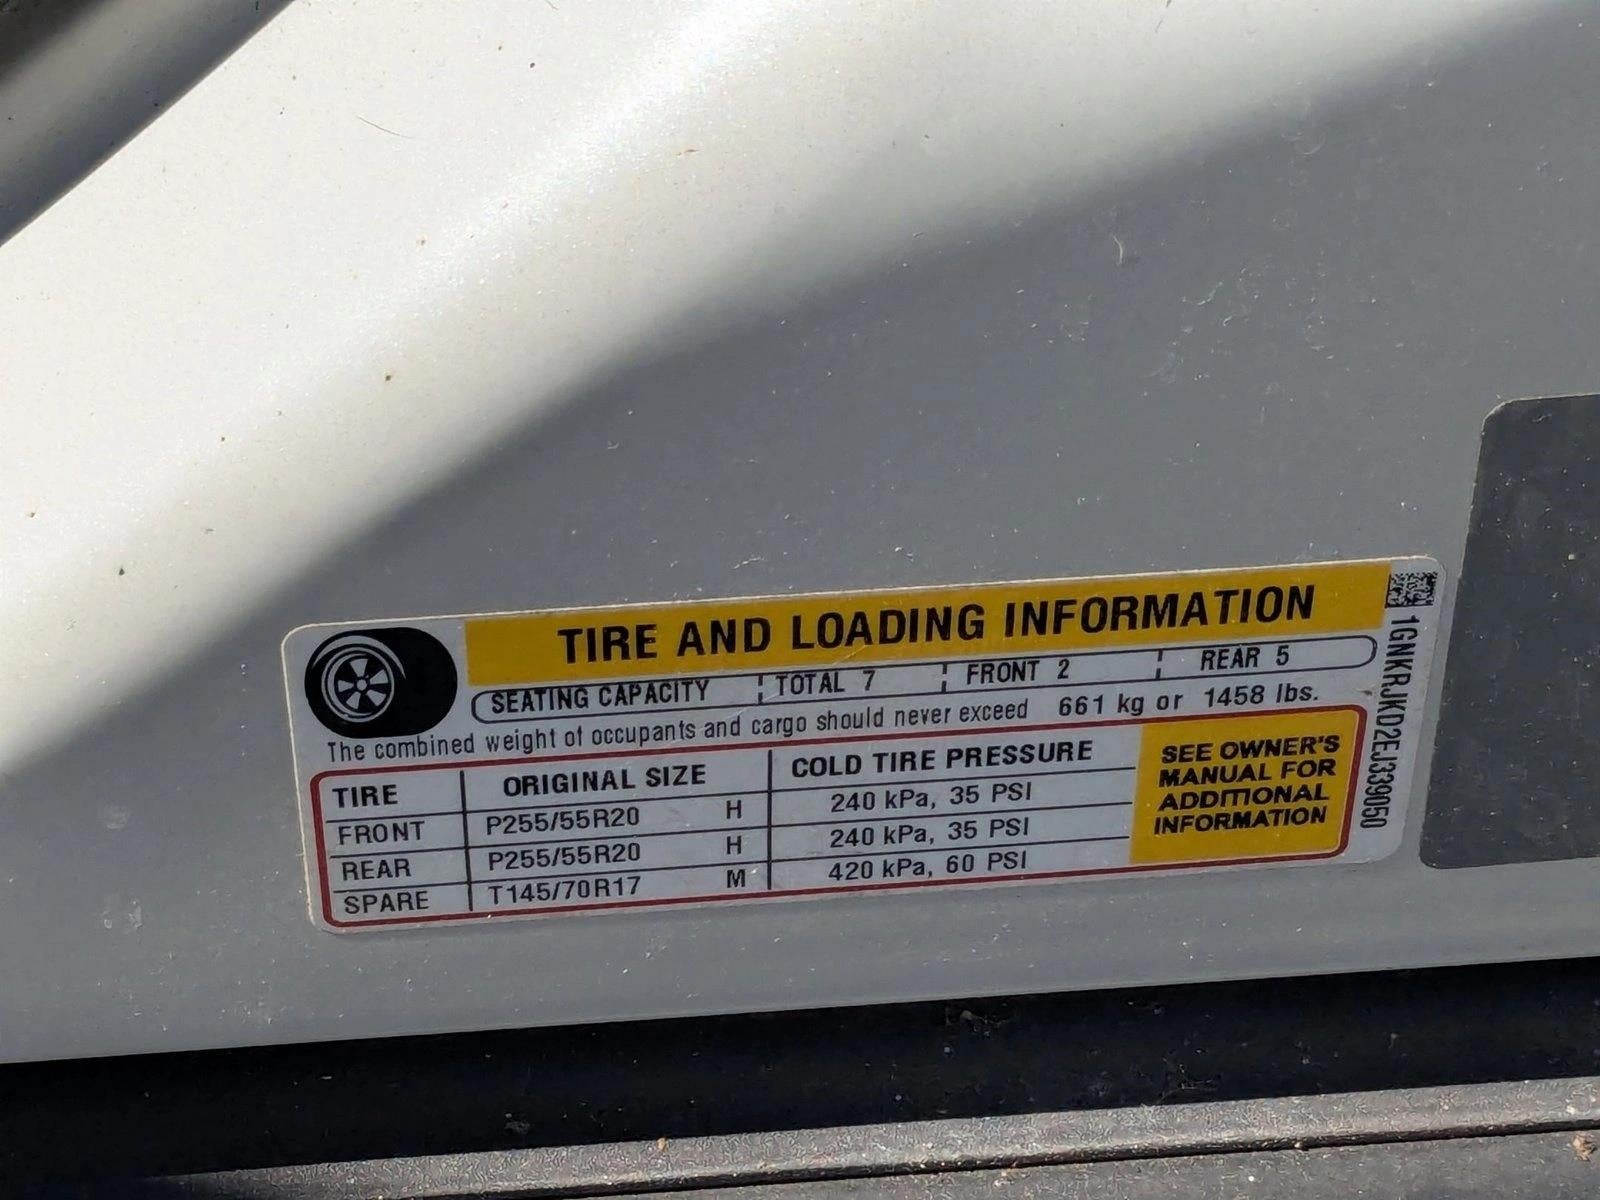 TIRE AND LOADING INFORMATION
SEATING CAPACITY TOTAL 7 FRONT 2 REAR 5
The combined weight of occupants and cargo should never exceed 661 kg or 1458 lbs.
TIRE ORIGINAL SIZE COLD TIRE PRESSURE
FRONT P255/55R20 H 240 kPa, 35 PSI
REAR P255/55R20 H 240 kPa, 35 PSI
SPARE T145/70R17 M 420 kPa, 60 PSI
SEE OWNER'S
MANUAL FOR
ADDITIONAL
INFORMATION
1GNKRJKD2EJ339050